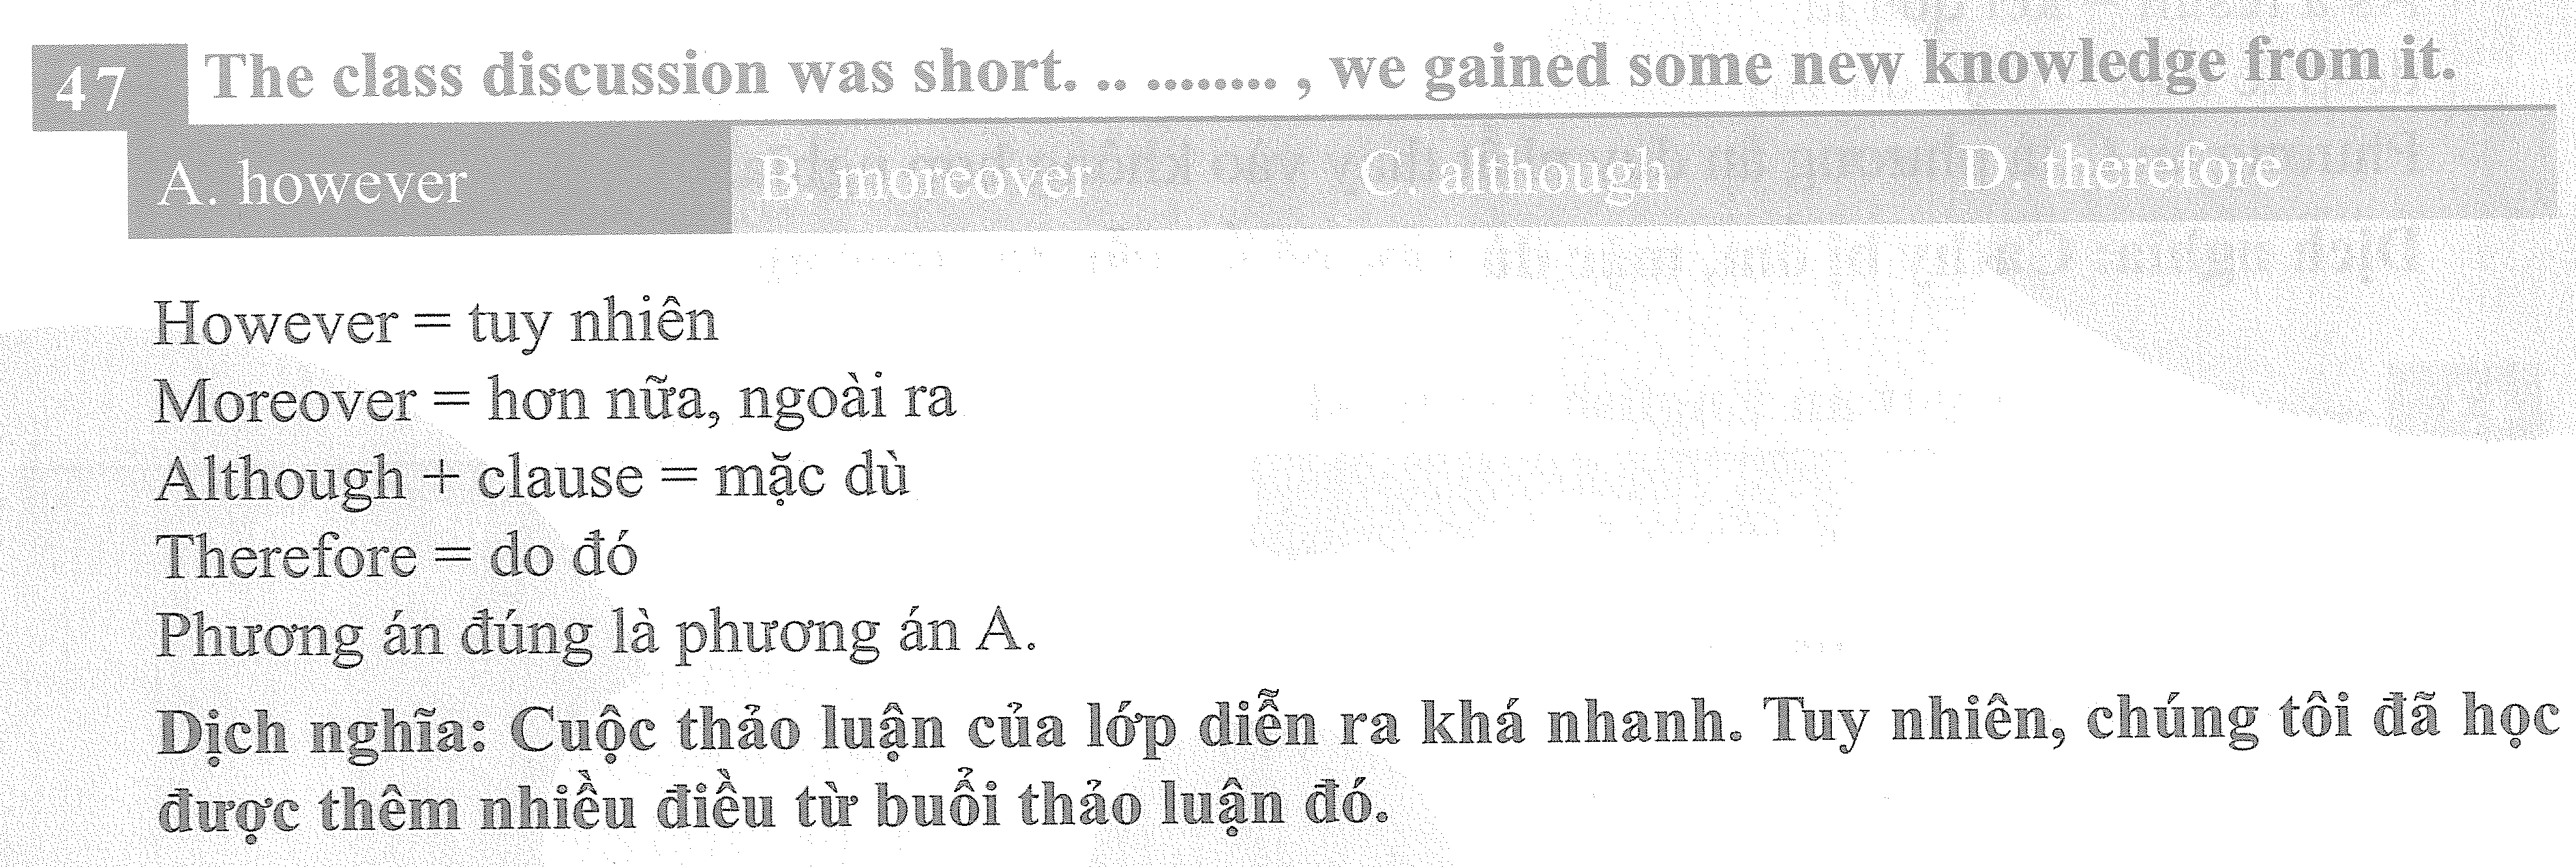 47 The class discussion was short. .. ........ , we gained some new knowledge from it.
A. however B. moreover C. although D. therefore
However = tuy nhiên
Moreover = hơn nữa, ngoài ra
Although + clause = mặc dù
Therefore = do đó
Phương án đúng là phương án A.
Dịch nghĩa: Cuộc thảo luận của lớp diễn ra khá nhanh. Tuy nhiên, chúng tôi đã học
được thêm nhiều điều từ buổi thảo luận đó.